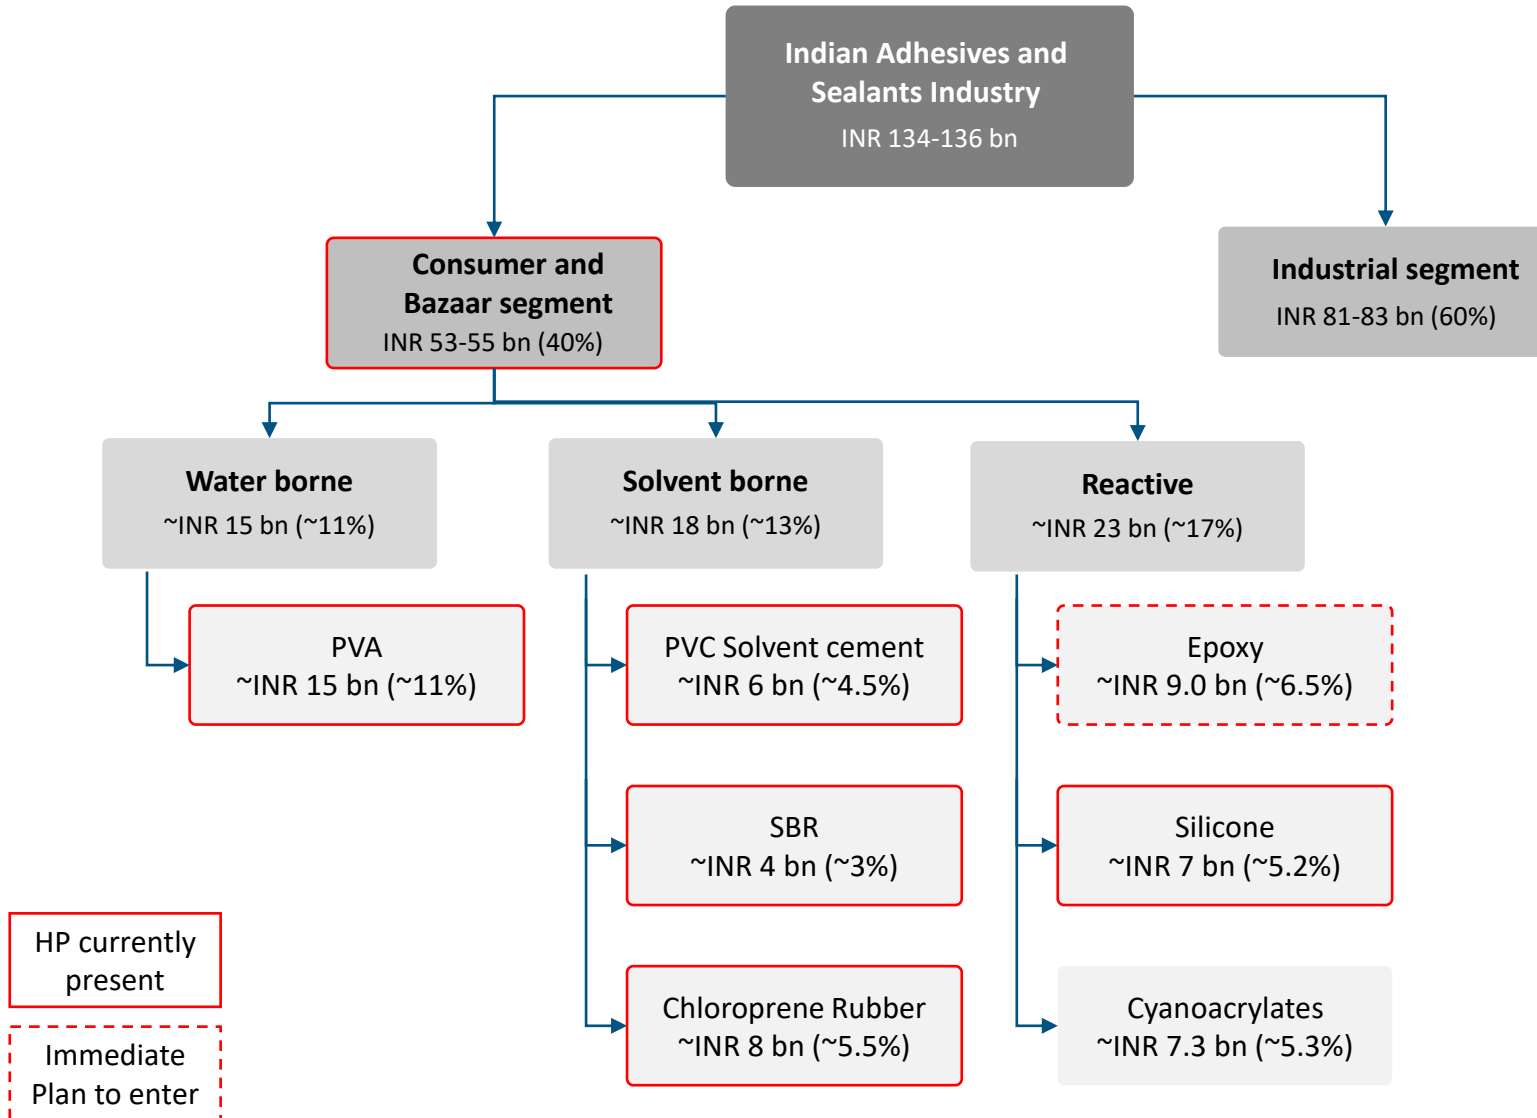 Indian Adhesives and
Sealants Industry
INR 134-136 bn
Consumer and
Bazaar segment
INR 53-55 bn (40%)
Industrial segment
INR 81-83 bn (60%)
Water borne
~INR 15 bn (~11%)
Solvent borne
~INR 18 bn (~13%)
Reactive
~INR 23 bn (~17%)
PVA
~INR 15 bn (~11%)
PVC Solvent cement
~INR 6 bn (~4.5%)
Epoxy
~INR 9.0 bn (~6.5%)
SBR
~INR 4 bn (~3%)
Silicone
~INR 7 bn (~5.2%)
Chloroprene Rubber
~INR 8 bn (~5.5%)
Cyanoacrylates
~INR 7.3 bn (~5.3%)
HP currently
present
Immediate
Plan to enter